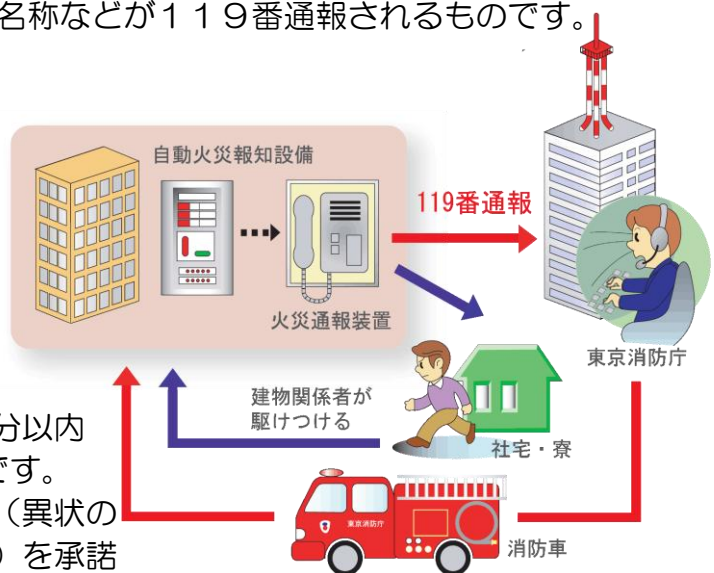 名称などが１１９番通報されるものです。
自動火災報知設備
119番通報
火災通報装置
東京消防庁
建物関係者が
駆けつける
社宅・寮
分以内
です。
（異状の
）を承諾
東京消防庁
消防車